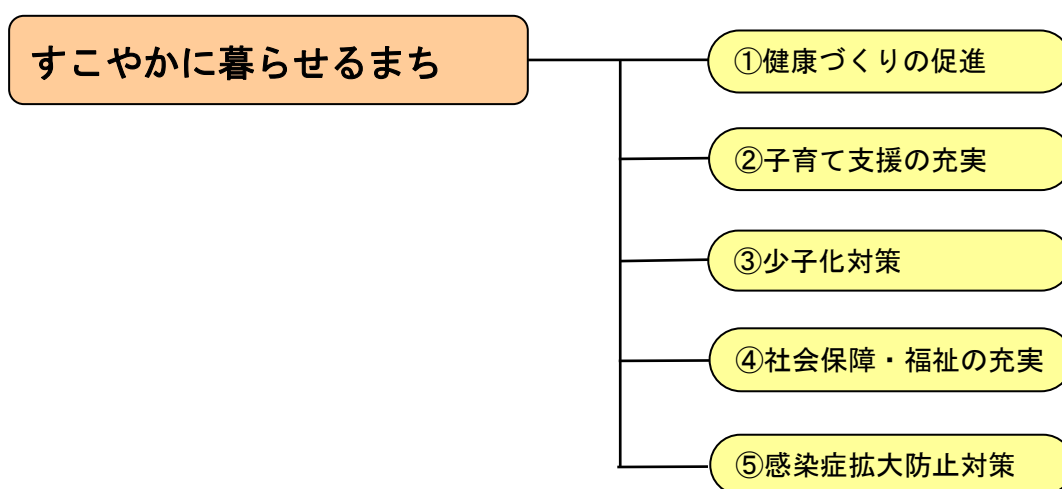 すこやかに暮らせるまち
①健康づくりの促進
②子育て支援の充実
③少子化対策
④社会保障・福祉の充実
⑤感染症拡大防止対策